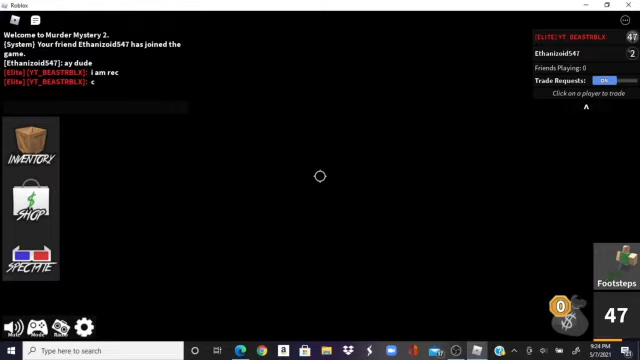 Roblox
Welcome to Murder Mystery 2.
{System} Your friend Ethanizoid547 has joined the
game.
[Ethanizoid547]: ay dude
[Elite] [YT_BEASTRBLX]: i am rec
[Elite] [YT_BEASTRBLX]: c
[ELITE] YT_BEASTRBLX 47
Ethanizoid547 2
Friends Playing: 0
Trade Requests: ON
Click on a player to trade
INVENTORY
SHOP
SPECTATE
Footsteps
0
47
Type here to search
9:24 PM
5/7/2021